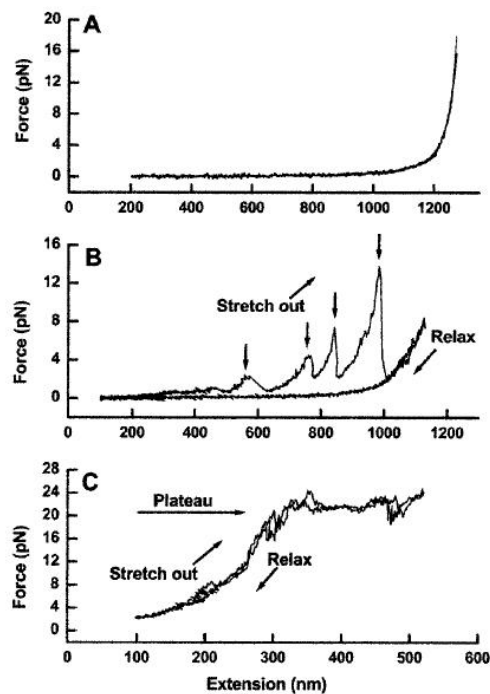 A
Force (pN)
20
16
12
8
4
0
0 200 400 600 800 1000 1200
B
Force (pN)
16
12
8
4
0
Stretch out
Relax
0 200 400 600 800 1000 1200
C
Force (pN)
28
24
20
16
12
8
4
0
Plateau
Stretch out
Relax
0 100 200 300 400 500 600
Extension (nm)